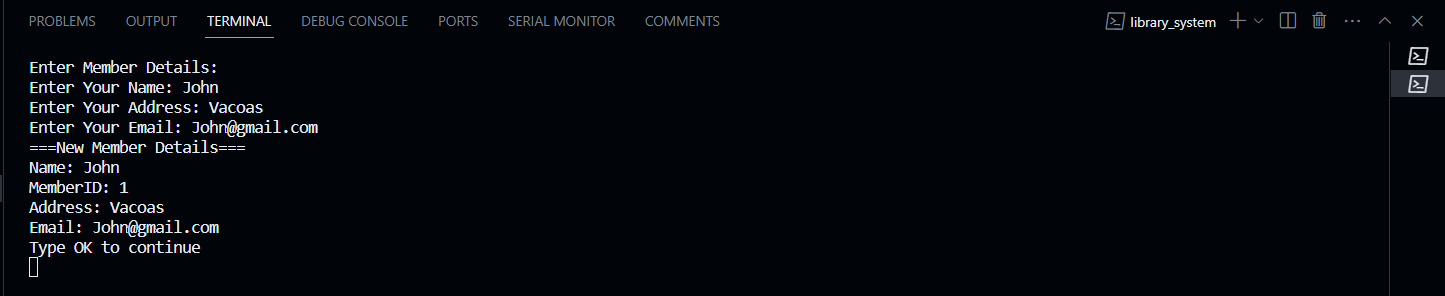 PROBLEMS OUTPUT TERMINAL DEBUG CONSOLE PORTS SERIAL MONITOR COMMENTS library_system
Enter Member Details:
Enter Your Name: John
Enter Your Address: Vacoas
Enter Your Email: John@gmail.com
===New Member Details===
Name: John
MemberID: 1
Address: Vacoas
Email: John@gmail.com
Type OK to continue